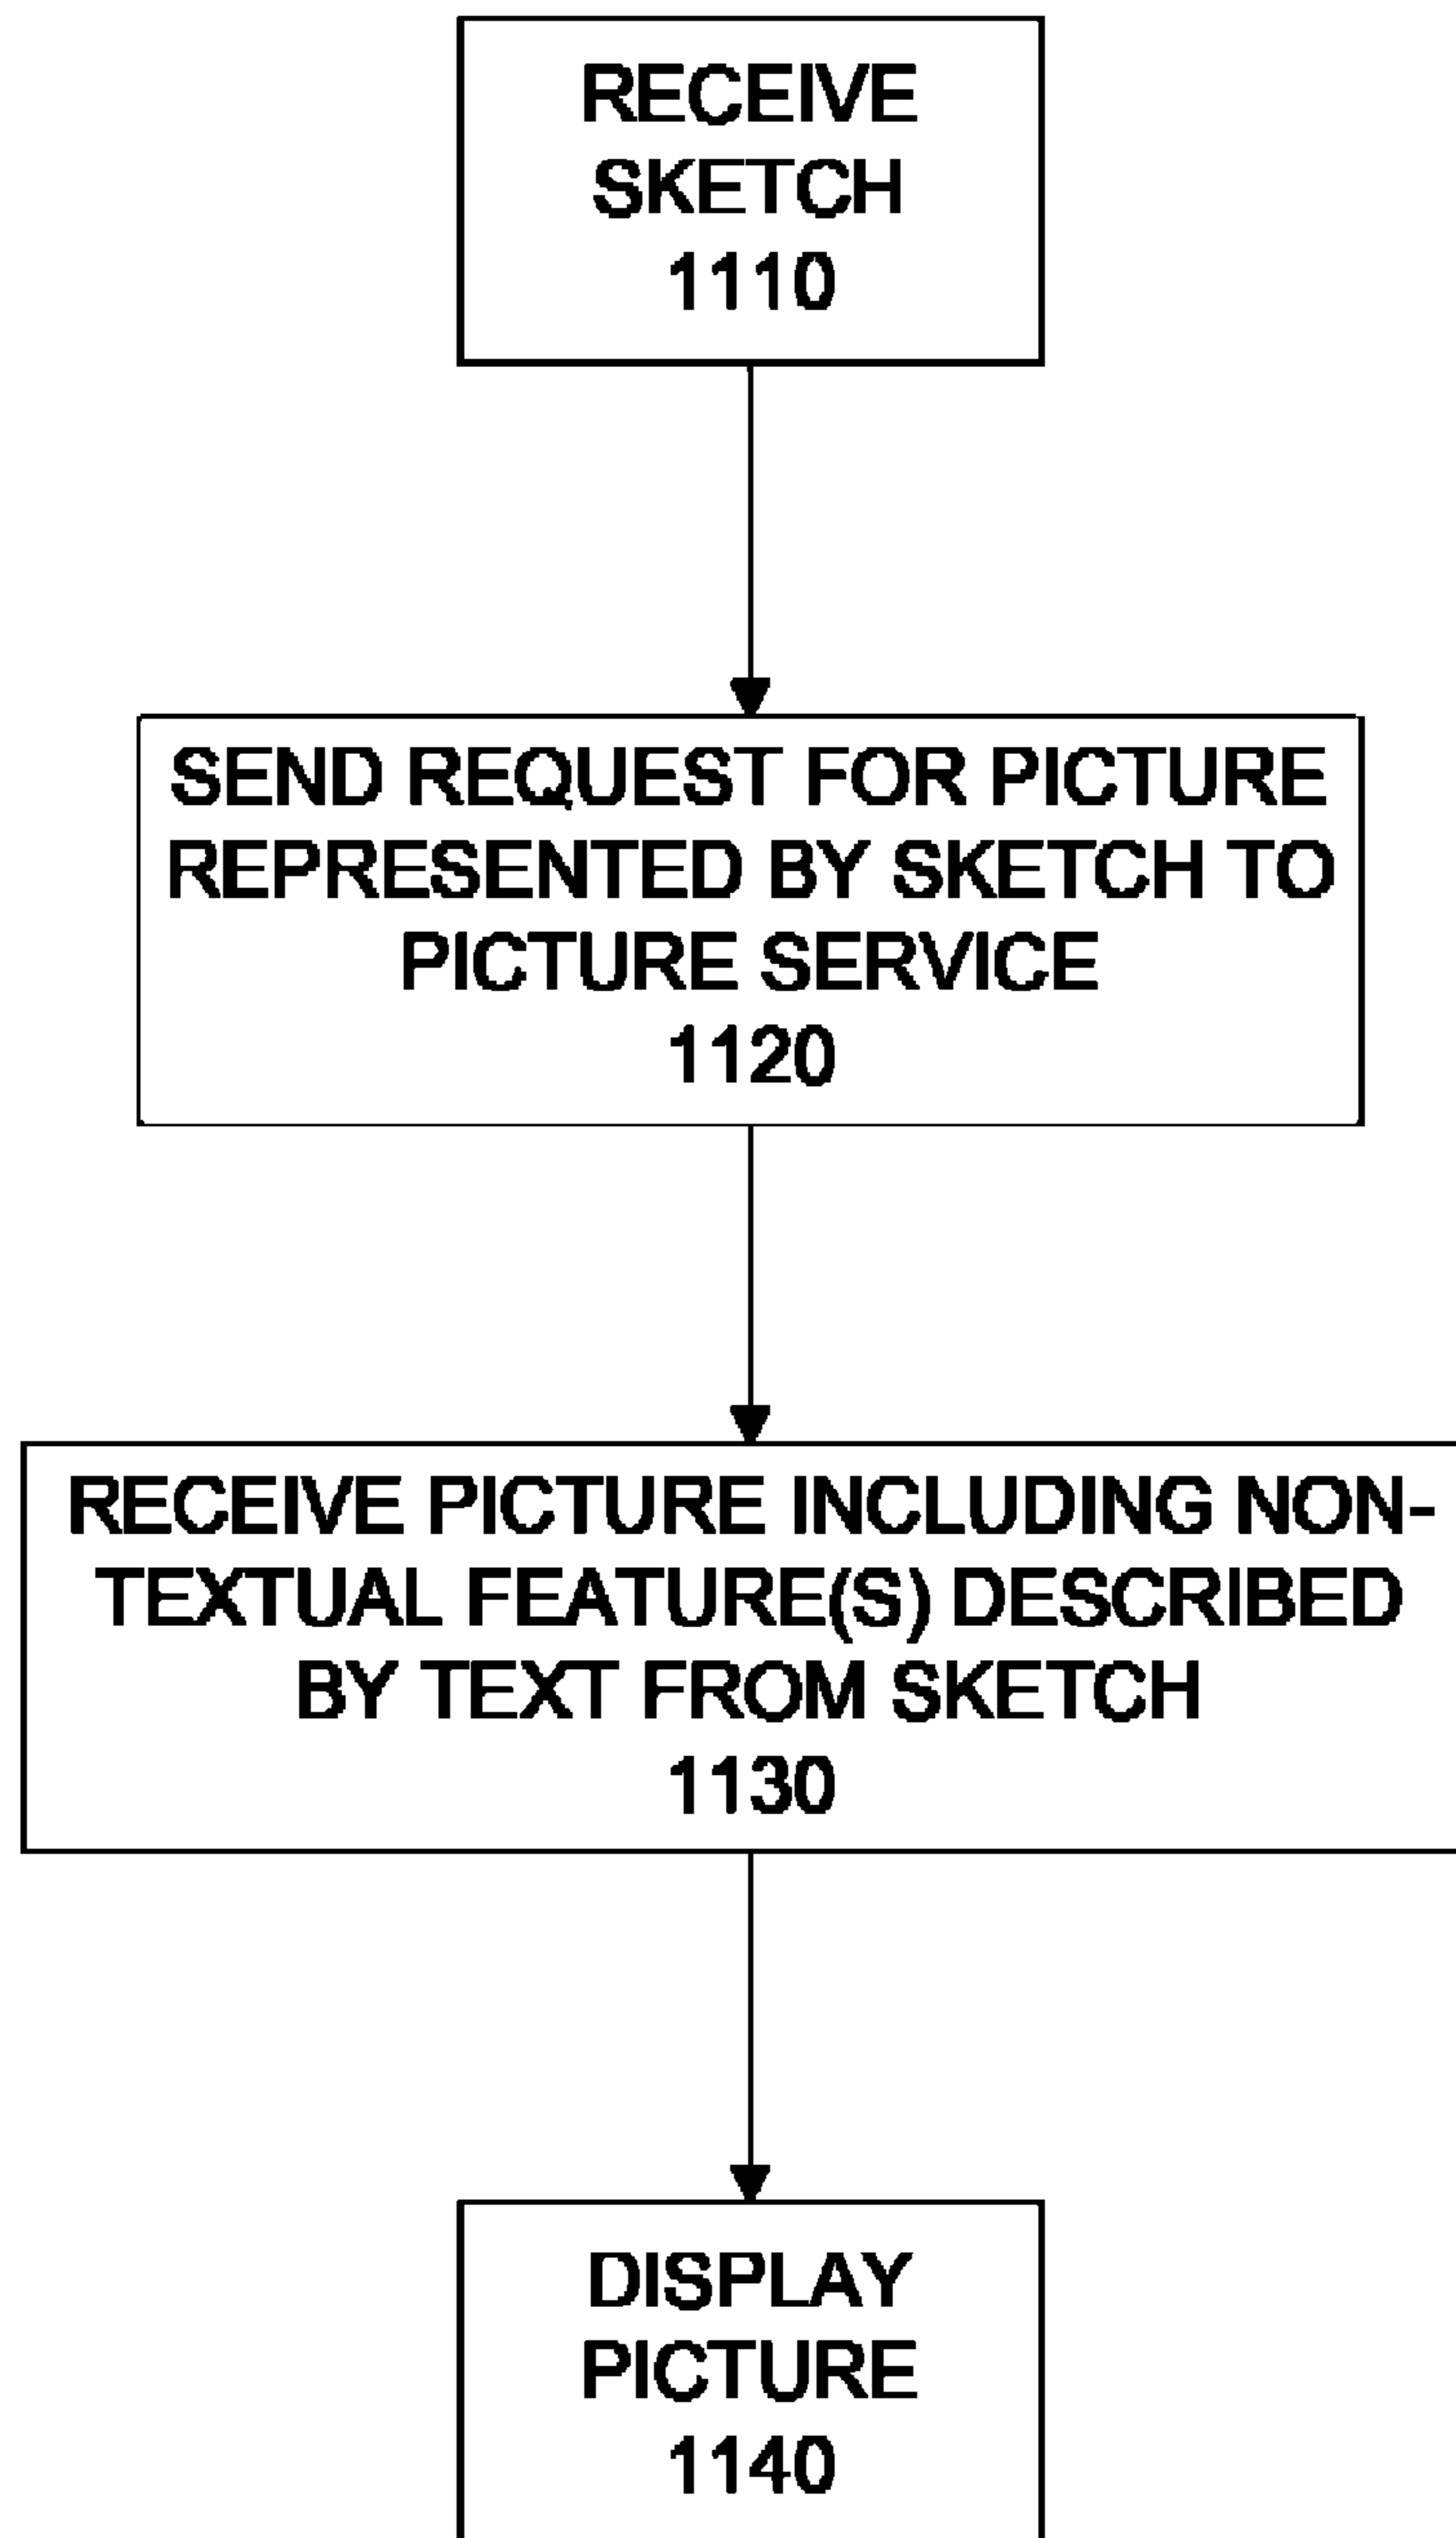 RECEIVE
SKETCH
1110
SEND REQUEST FOR PICTURE
REPRESENTED BY SKETCH TO
PICTURE SERVICE
1120
RECEIVE PICTURE INCLUDING NON-
TEXTUAL FEATURE(S) DESCRIBED
BY TEXT FROM SKETCH
1130
DISPLAY
PICTURE
1140